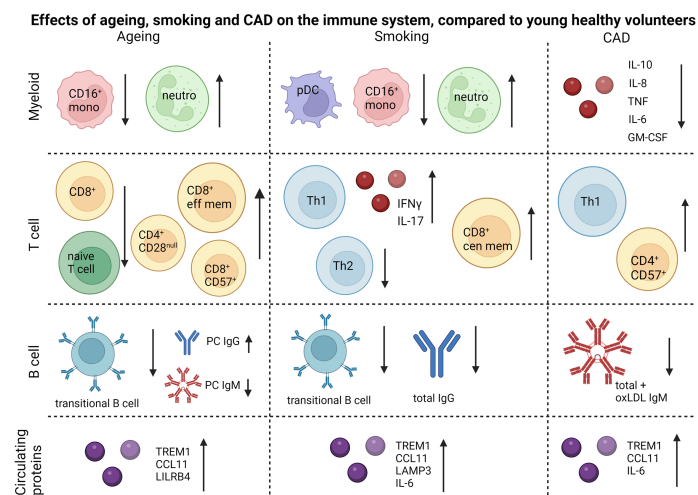 Effects of ageing, smoking and CAD on the immune system, compared to young healthy volunteers
Ageing
Smoking
CAD
Myeloid
CD16+
mono
neutro
pDC
CD16+
mono
neutro
IL-10
IL-8
TNF
IL-6
GM-CSF
T cell
CD8+
naive
T cell
CD4+
CD28null
CD8+
eff mem
CD8+
CD57+
Th1
IFNγ
IL-17
Th2
CD8+
cen mem
Th1
CD4+
CD57+
B cell
transitional B cell
PC IgG
PC IgM
transitional B cell
total IgG
total +
oxLDL IgM
Circulating
proteins
TREM1
CCL11
LILRB4
TREM1
CCL11
LAMP3
IL-6
TREM1
CCL11
IL-6